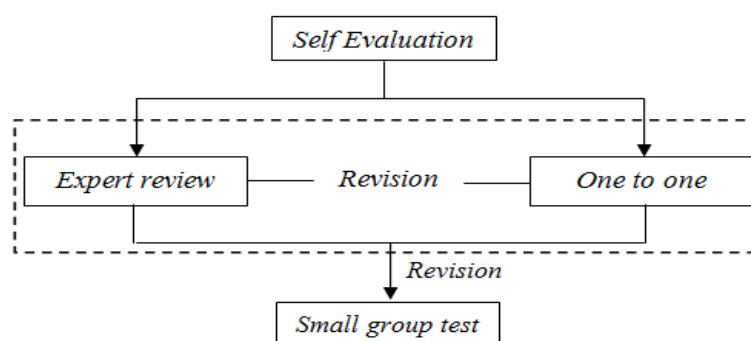 Self Evaluation
Expert review
Revision
One to one
Revision
Small group test